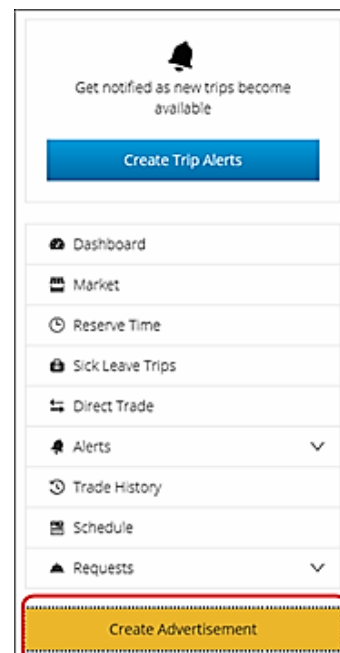 Get notified as new trips become
available
Create Trip Alerts
Dashboard
Market
Reserve Time
Sick Leave Trips
Direct Trade
Alerts
Trade History
Schedule
Requests
Create Advertisement